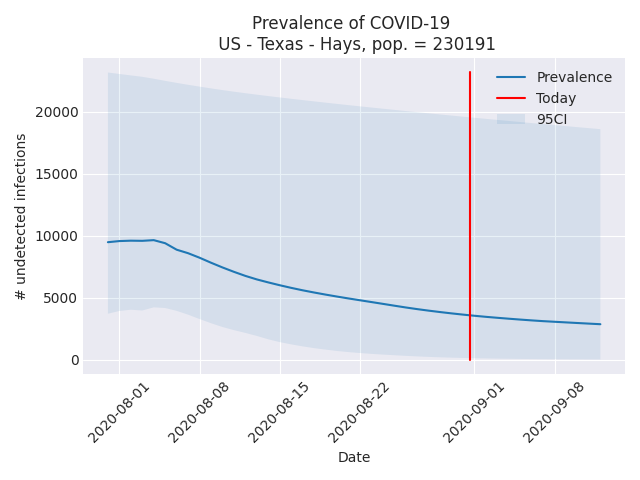 Prevalence of COVID-19
US - Texas - Hays, pop. = 230191
Prevalence
Today
95CI
# undetected infections
20000
15000
10000
5000
0
2020-08-01
2020-08-08
2020-08-15
2020-08-22
2020-09-01
2020-09-08
Date